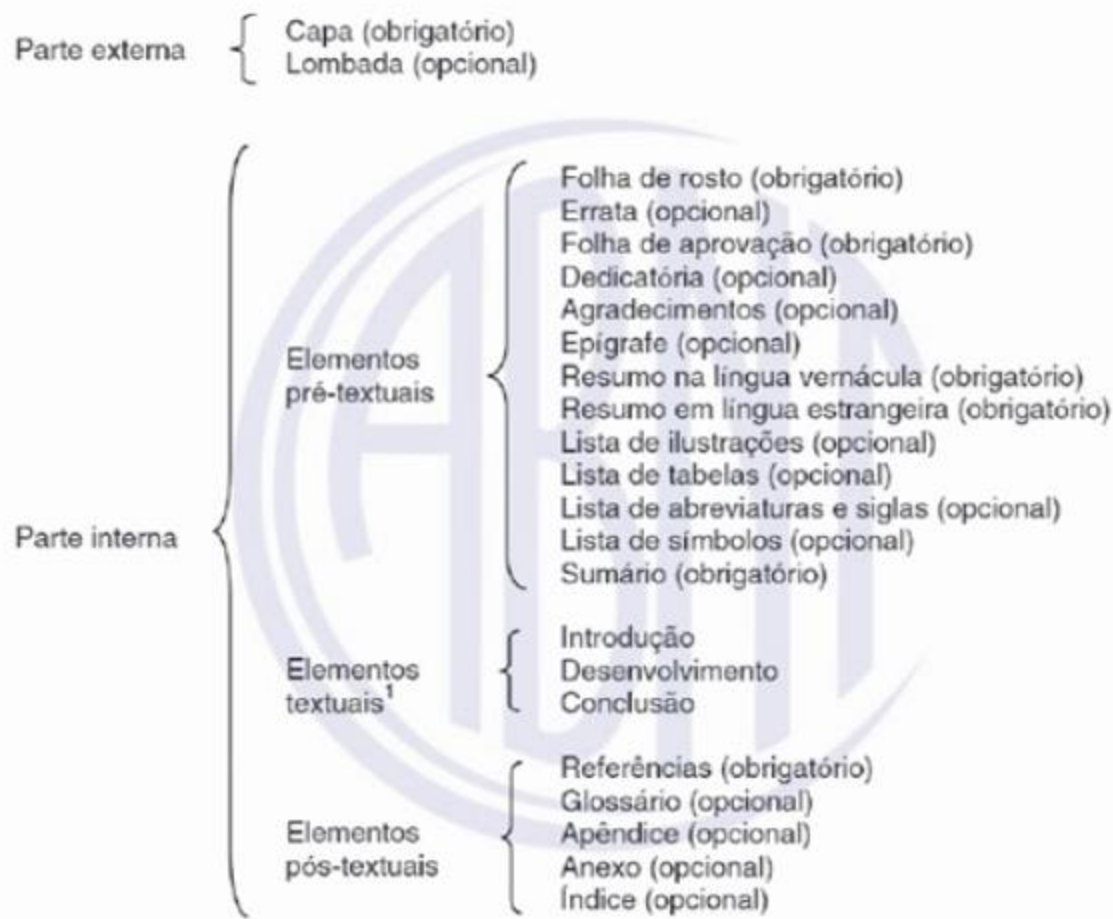 Parte externa
Capa (obrigatório)
Lombada (opcional)
Parte interna
Elementos
pré-textuais
Folha de rosto (obrigatório)
Errata (opcional)
Folha de aprovação (obrigatório)
Dedicatória (opcional)
Agradecimentos (opcional)
Epígrafe (opcional)
Resumo na língua vernácula (obrigatório)
Resumo em língua estrangeira (obrigatório)
Lista de ilustrações (opcional)
Lista de tabelas (opcional)
Lista de abreviaturas e siglas (opcional)
Lista de símbolos (opcional)
Sumário (obrigatório)
Elementos
textuais¹
Introdução
Desenvolvimento
Conclusão
Elementos
pós-textuais
Referências (obrigatório)
Glossário (opcional)
Apêndice (opcional)
Anexo (opcional)
Índice (opcional)
ABNT